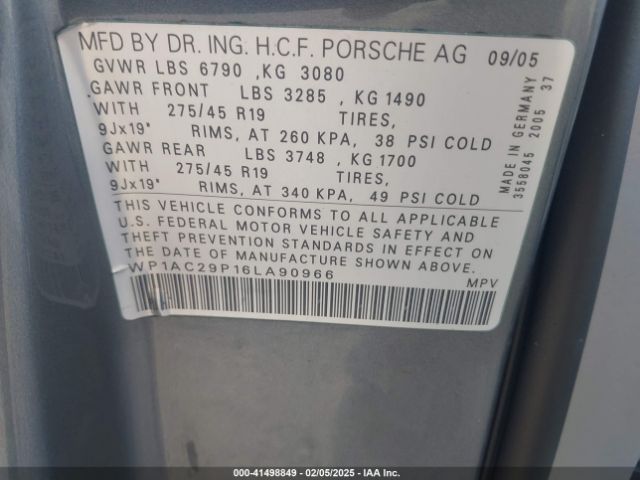 MFD BY DR. ING. H.C.F. PORSCHE AG 09/05
GVWR LBS 6790 ,KG 3080
GAWR FRONT LBS 3285 , KG 1490
WITH 275/45 R19 TIRES,
9Jx19" RIMS, AT 260 KPA, 38 PSI COLD
GAWR REAR LBS 3748 , KG 1700
WITH 275/45 R19 TIRES,
9Jx19" RIMS, AT 340 KPA, 49 PSI COLD
THIS VEHICLE CONFORMS TO ALL APPLICABLE
U.S. FEDERAL MOTOR VEHICLE SAFETY AND
THEFT PREVENTION STANDARDS IN EFFECT ON
THE DATE OF MANUFACTURE SHOWN ABOVE.
WP1AC29P16LA90966
MPV
MADE IN GERMANY
3558045 2005 37
00-41498849 - 02/05/2025 - IAA Inc.